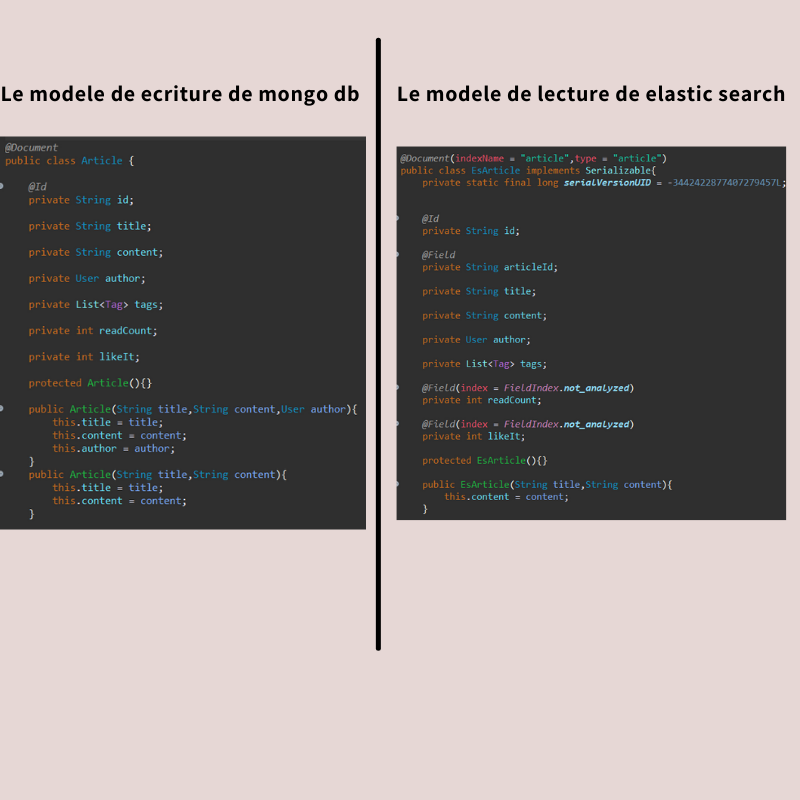 Le modele de ecriture de mongo db
@Document
public class Article {
@Id
private String id;
private String title;
private String content;
private User author;
private List<Tag> tags;
private int readCount;
private int likeIt;
protected Article(){}
public Article(String title,String content,User author){
this.title = title;
this.content = content;
this.author = author;
}
public Article(String title,String content){
this.title = title;
this.content = content;
}
Le modele de lecture de elastic search
@Document(indexName = "article",type = "article")
public class EsArticle implements Serializable{
private static final long serialVersionUID = -3442422877407279457L;
@Id
private String id;
@Field
private String articleId;
private String title;
private String content;
private User author;
private List<Tag> tags;
@Field(index = FieldIndex.not_analyzed)
private int readCount;
@Field(index = FieldIndex.not_analyzed)
private int likeIt;
protected EsArticle(){}
public EsArticle(String title,String content){
this.content = content;
}